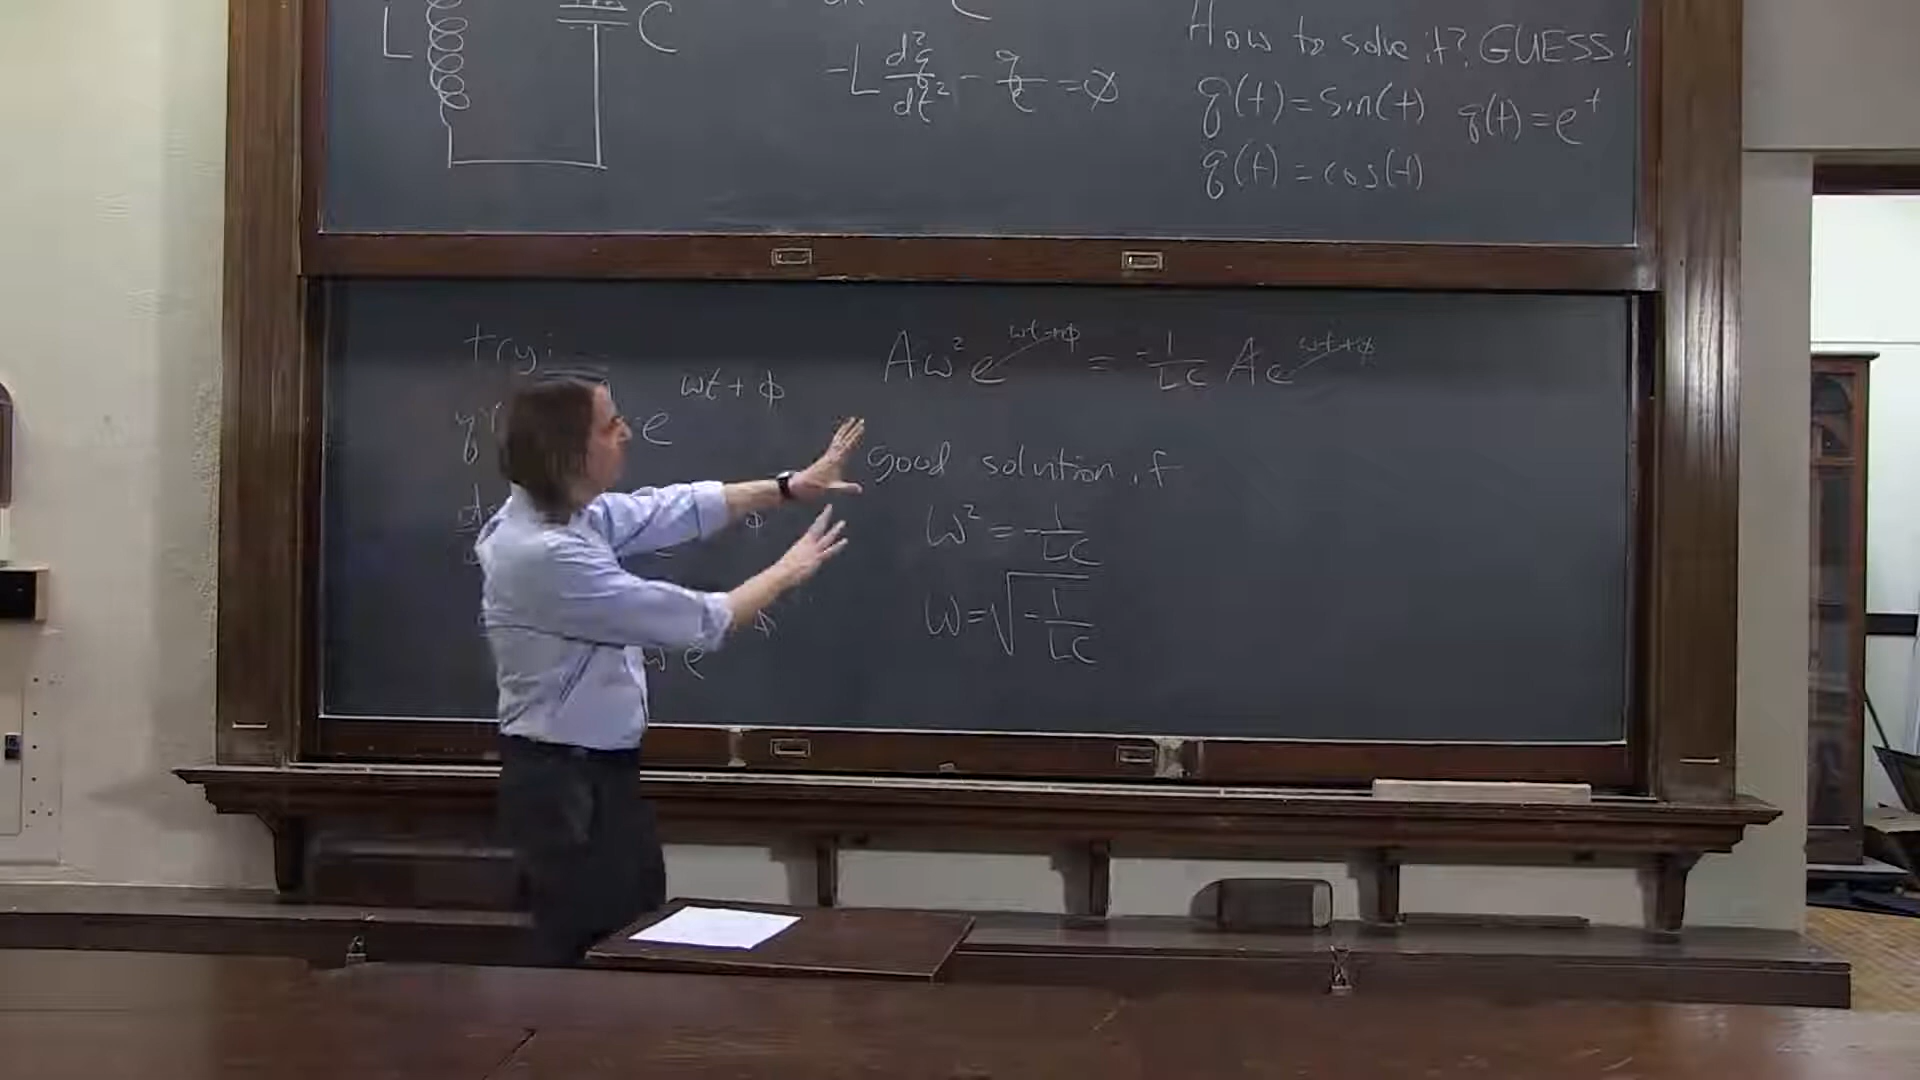 L
C
-L d²q/dt² - q/c = ∅
How to solve it? GUESS!
q(t) = sin(t) q(t) = e^t
q(t) = cos(t)
try:
e^{ωt + φ}
Aω² e^{ωt+φ} = -1/LC A e^{ωt+φ}
good solution if
ω² = -1/LC
ω = √(-1/LC)